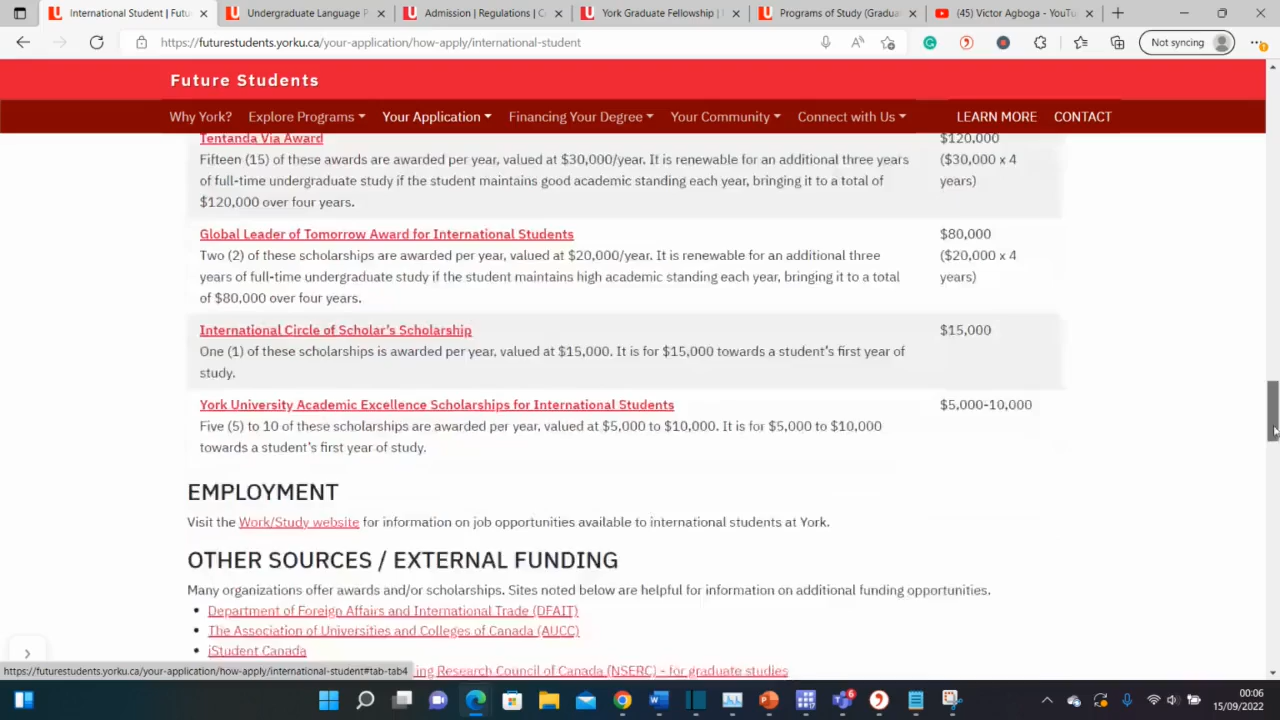 International Student | Futu
Undergraduate Language P
Admission | Regulations | C
York Graduate Fellowship |
Programs of Study (Gradua
(45) Victor Agboga - YouTu
https://futurestudents.yorku.ca/your-application/how-apply/international-student
Not syncing
Future Students
Why York?
Explore Programs
Your Application
Financing Your Degree
Your Community
Connect with Us
LEARN MORE
CONTACT
Tentanda Via Award
$120,000
Fifteen (15) of these awards are awarded per year, valued at $30,000/year. It is renewable for an additional three years
($30,000 x 4
of full-time undergraduate study if the student maintains good academic standing each year, bringing it to a total of
years)
$120,000 over four years.
Global Leader of Tomorrow Award for International Students
$80,000
Two (2) of these scholarships are awarded per year, valued at $20,000/year. It is renewable for an additional three
($20,000 x 4
years of full-time undergraduate study if the student maintains high academic standing each year, bringing it to a total
years)
of $80,000 over four years.
International Circle of Scholar's Scholarship
$15,000
One (1) of these scholarships is awarded per year, valued at $15,000. It is for $15,000 towards a student's first year of
study.
York University Academic Excellence Scholarships for International Students
$5,000-10,000
Five (5) to 10 of these scholarships are awarded per year, valued at $5,000 to $10,000. It is for $5,000 to $10,000
towards a student's first year of study.
EMPLOYMENT
Visit the Work/Study website for information on job opportunities available to international students at York.
OTHER SOURCES / EXTERNAL FUNDING
Many organizations offer awards and/or scholarships. Sites noted below are helpful for information on additional funding opportunities.
• Department of Foreign Affairs and International Trade (DFAIT)
• The Association of Universities and Colleges of Canada (AUCC)
• iStudent Canada
ing Research Council of Canada (NSERC) - for graduate studies
https://futurestudents.yorku.ca/your-application/how-apply/international-student#tab-tab4
6
00:06
15/09/2022